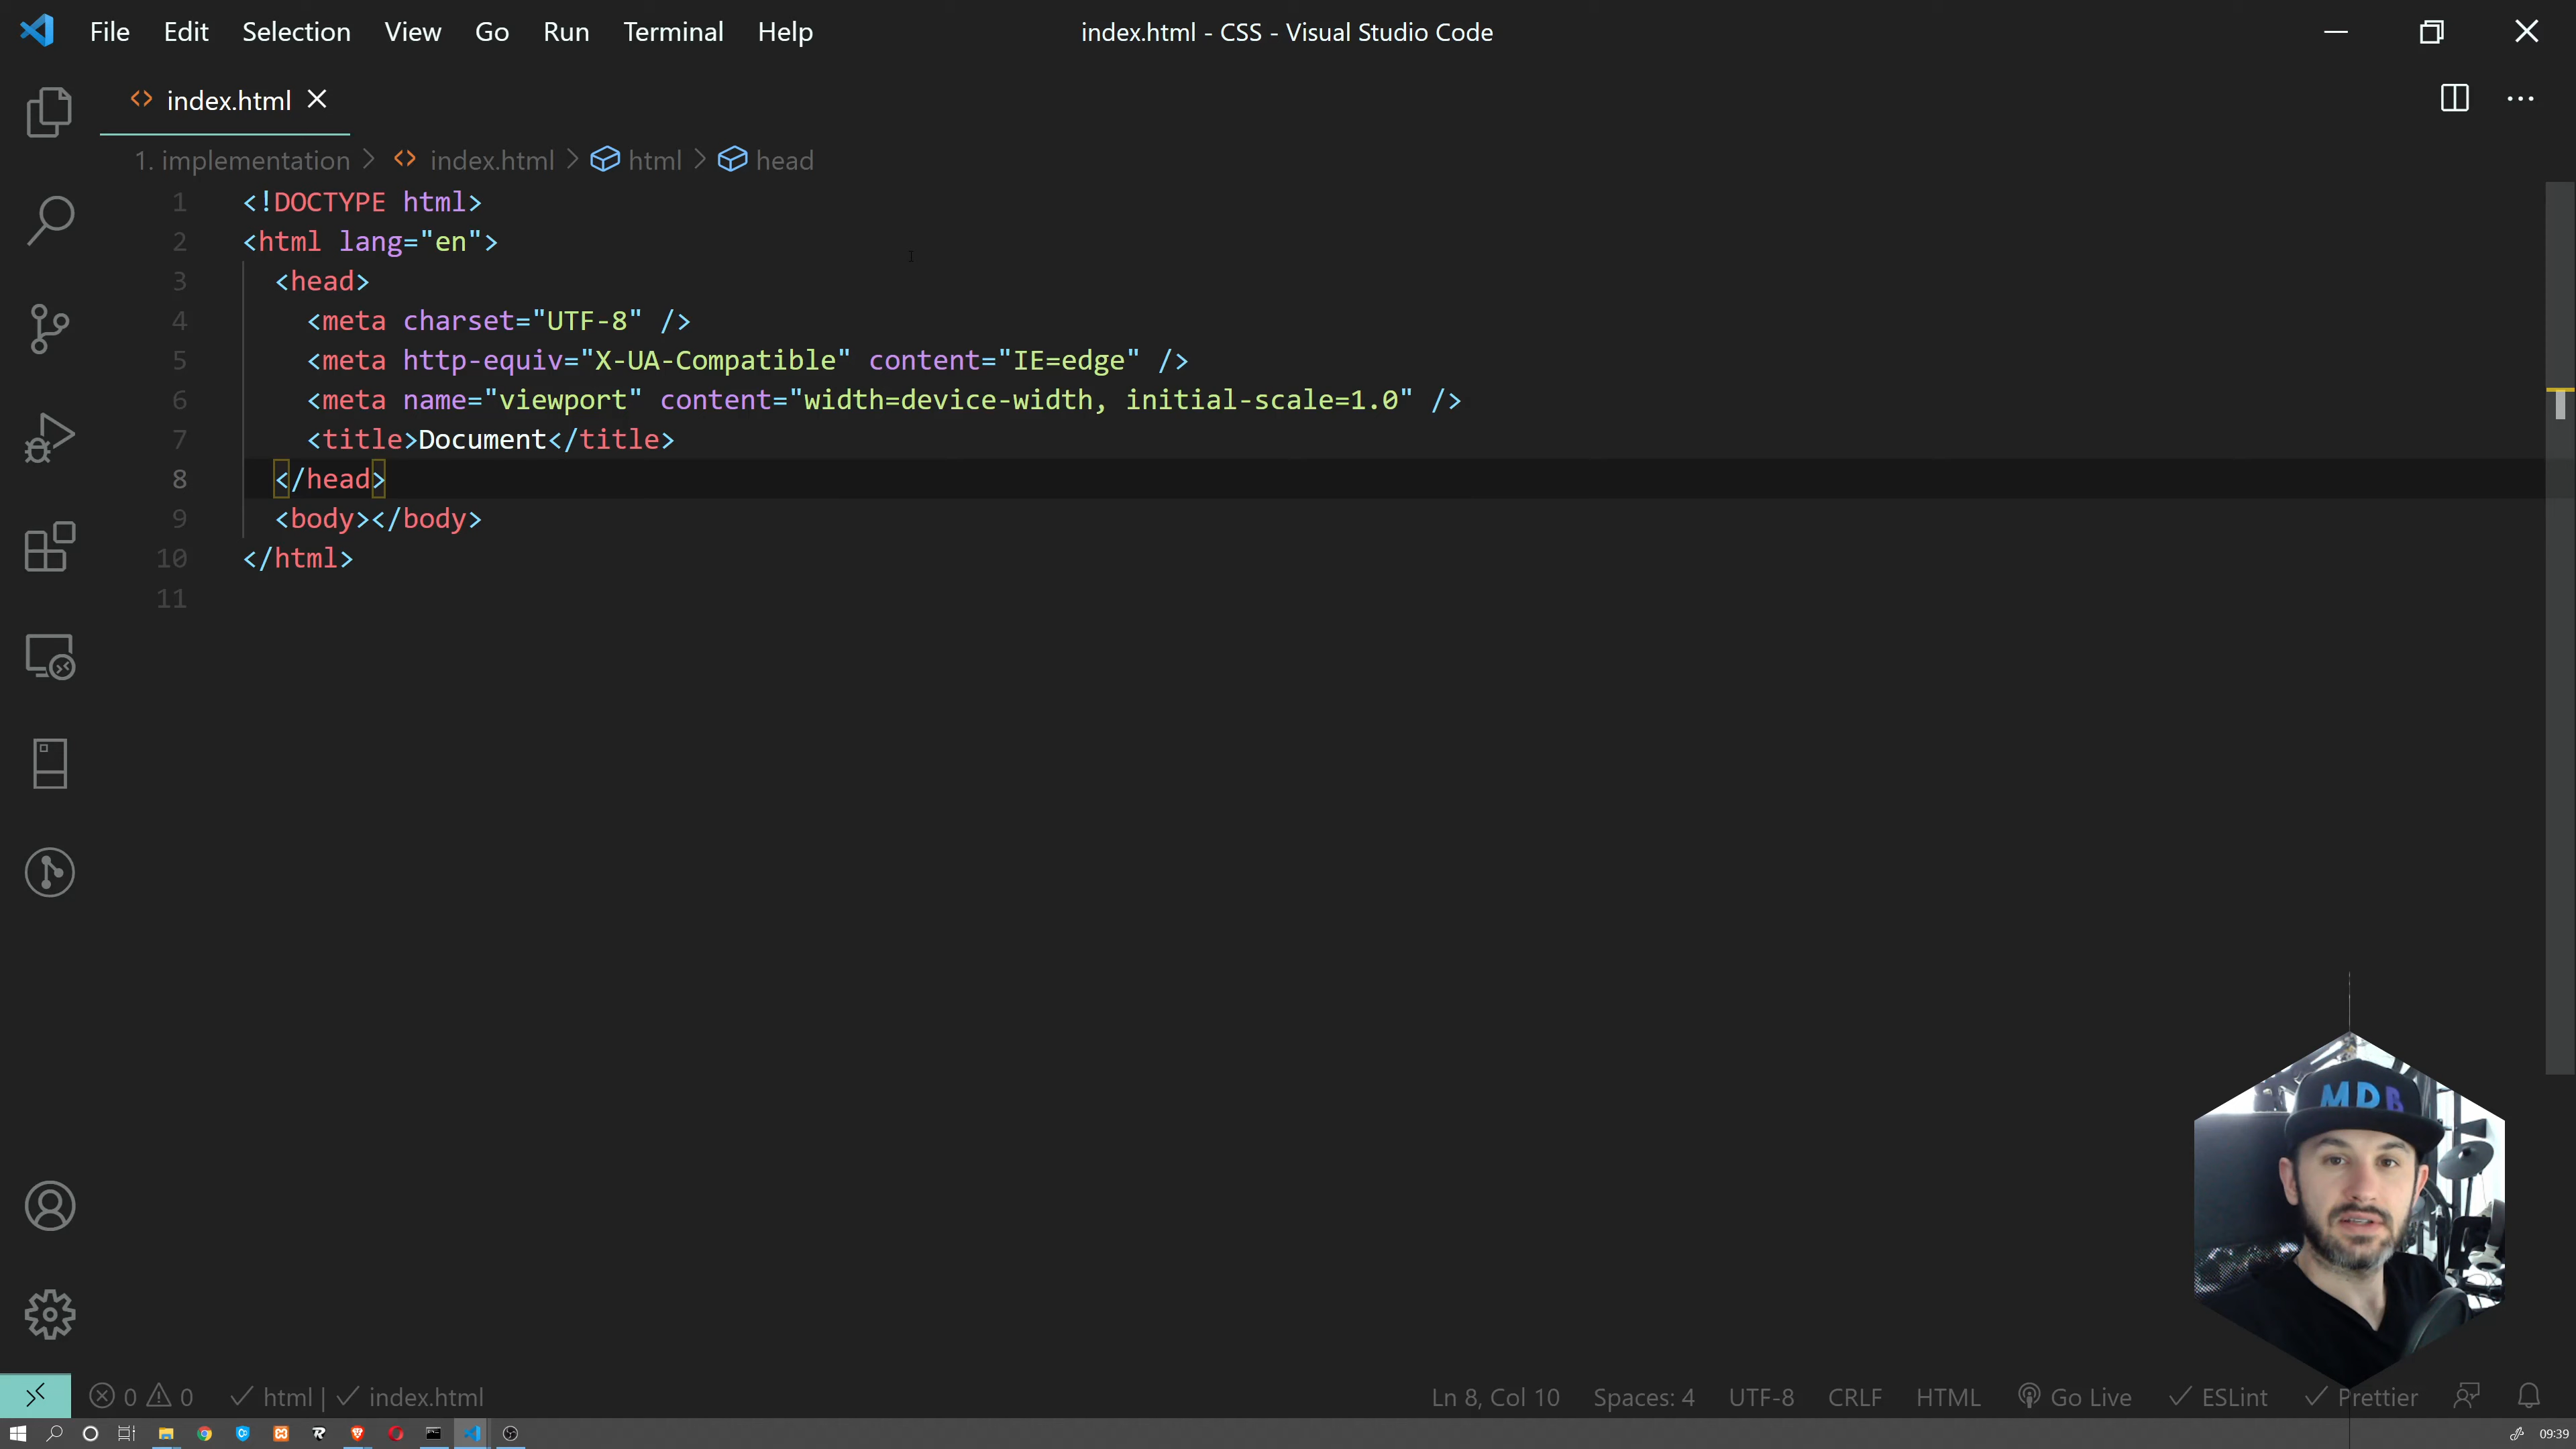 File Edit Selection View Go Run Terminal Help index.html - CSS - Visual Studio Code
index.html
1. implementation > index.html > html > head
1 <!DOCTYPE html>
2 <html lang="en">
3 <head>
4 <meta charset="UTF-8" />
5 <meta http-equiv="X-UA-Compatible" content="IE=edge" />
6 <meta name="viewport" content="width=device-width, initial-scale=1.0" />
7 <title>Document</title>
8 </head>
9 <body></body>
10 </html>
11
MDB
0 0 html | index.html Ln 8, Col 10 Spaces: 4 UTF-8 CRLF HTML Go Live ESLint Prettier
09:39